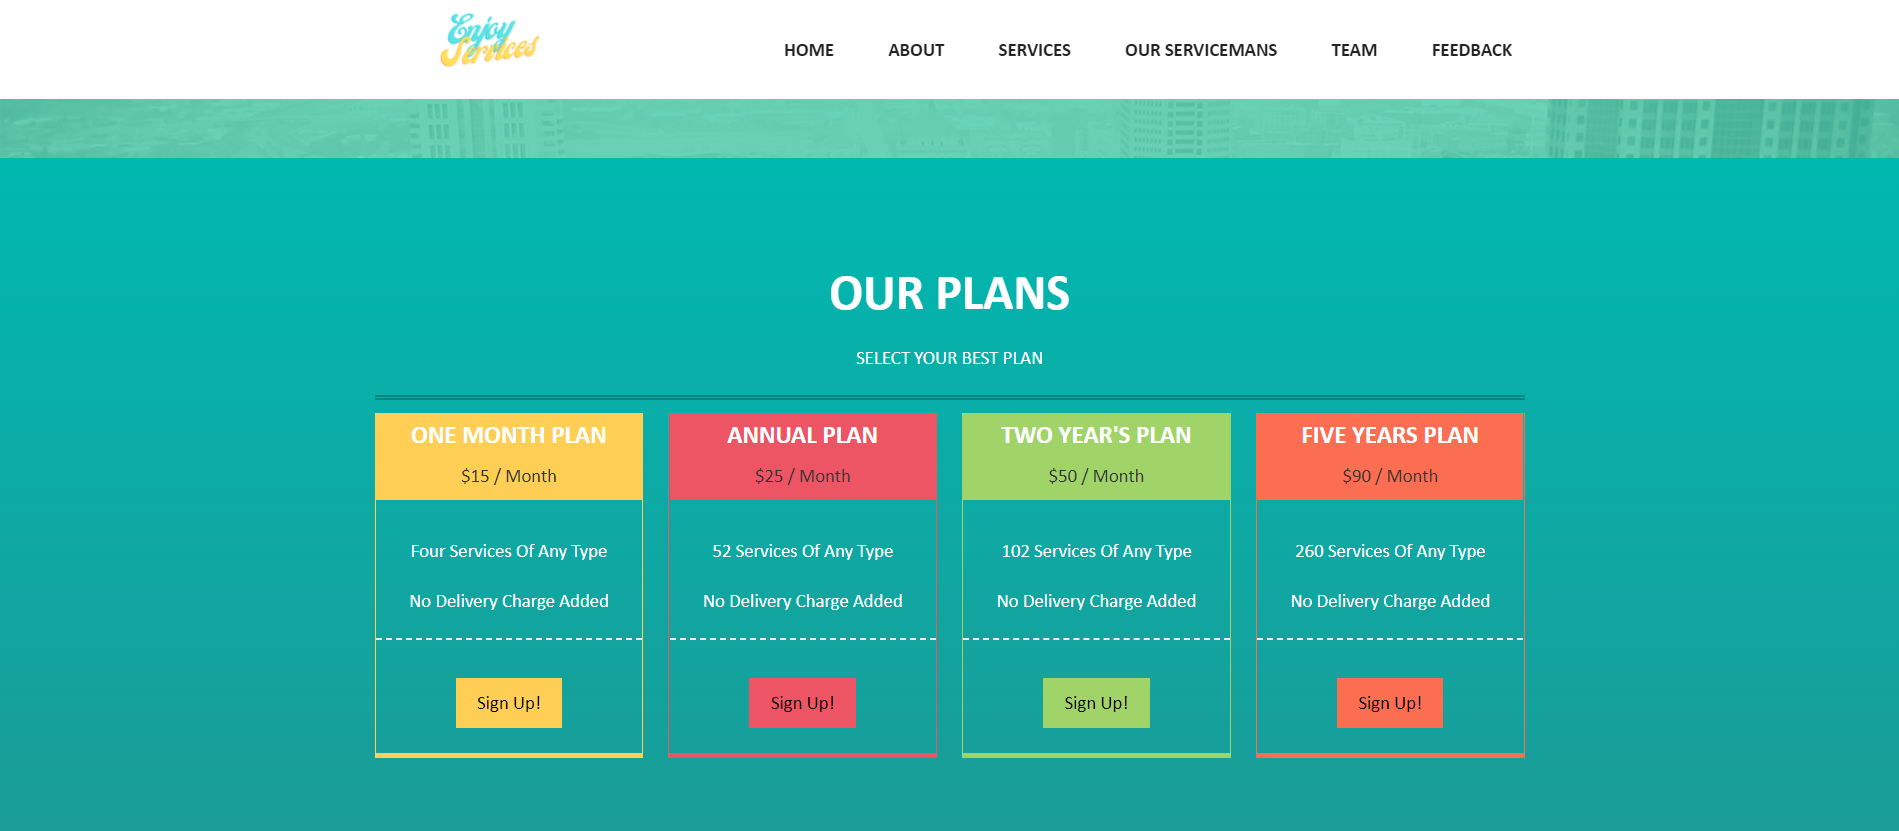 Enjoy
Services
HOME ABOUT SERVICES OUR SERVICEMANS TEAM FEEDBACK
OUR PLANS
SELECT YOUR BEST PLAN
ONE MONTH PLAN
$15 / Month
Four Services Of Any Type
No Delivery Charge Added
Sign Up!
ANNUAL PLAN
$25 / Month
52 Services Of Any Type
No Delivery Charge Added
Sign Up!
TWO YEAR'S PLAN
$50 / Month
102 Services Of Any Type
No Delivery Charge Added
Sign Up!
FIVE YEARS PLAN
$90 / Month
260 Services Of Any Type
No Delivery Charge Added
Sign Up!